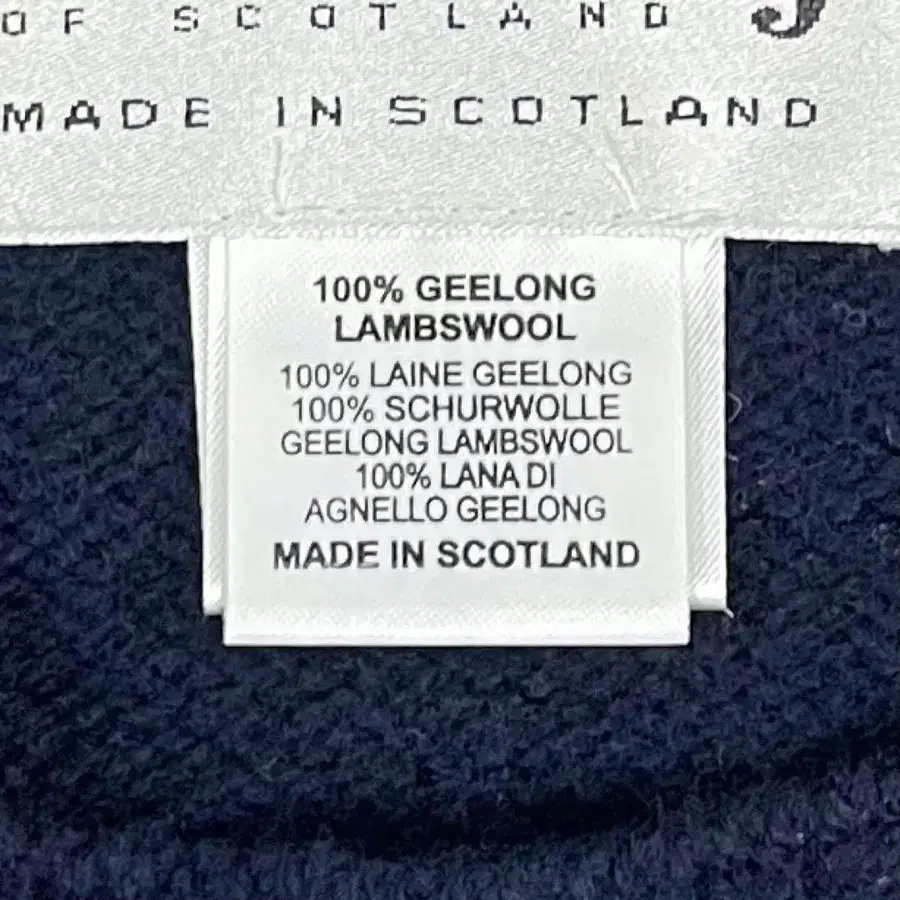 OF SCOTLAND
MADE IN SCOTLAND
100% GEELONG
LAMBSWOOL
100% LAINE GEELONG
100% SCHURWOLLE
GEELONG LAMBSWOOL
100% LANA DI
AGNELLO GEELONG
MADE IN SCOTLAND